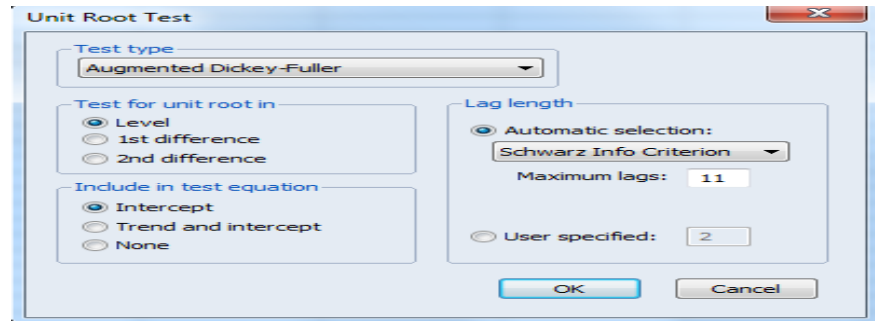 Unit Root Test
Test type
Augmented Dickey-Fuller
Test for unit root in
Level
1st difference
2nd difference
Include in test equation
Intercept
Trend and intercept
None
Lag length
Automatic selection:
Schwarz Info Criterion
Maximum lags: 11
User specified: 2
OK Cancel